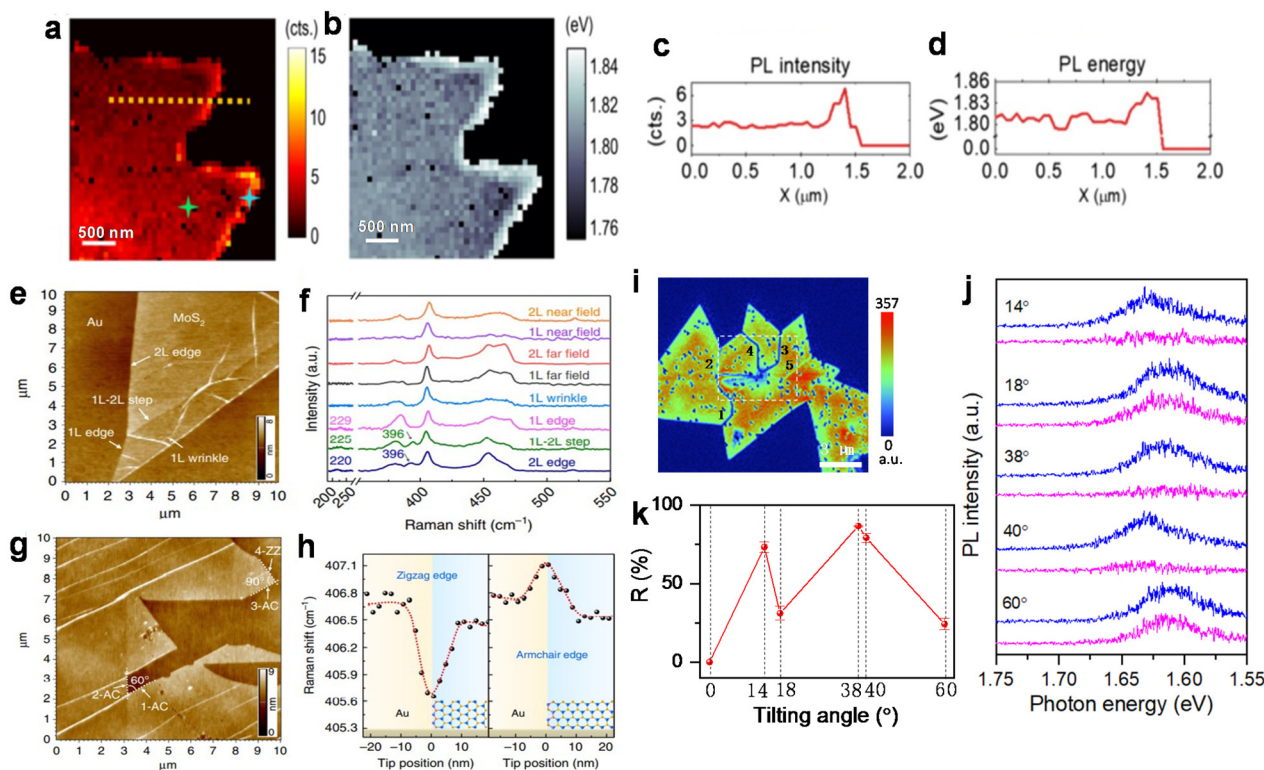 a
(cts.)
15
10
5
0
500 nm
b
(eV)
1.84
1.82
1.80
1.78
1.76
500 nm
c
PL intensity
(cts.)
6
3
0
0.0 0.5 1.0 1.5 2.0
X (μm)
d
PL energy
(eV)
1.86
1.83
1.80
0.0
0.0 0.5 1.0 1.5 2.0
X (μm)
e
10
9
8
7
6
5
4
3
2
1
0
μm
Au
MoS₂
2L edge
1L-2L step
1L edge
1L wrinkle
8
nm
0
0 1 2 3 4 5 6 7 8 9 10
μm
f
Intensity (a.u.)
2L near field
1L near field
2L far field
1L far field
1L wrinkle
229
1L edge
225
396
1L-2L step
220
396
2L edge
200 250 400 450 500 550
Raman shift (cm⁻¹)
g
10
9
8
7
6
5
4
3
2
1
0
μm
4-ZZ
90°
3-AC
60°
2-AC
1-AC
9
nm
0
0 1 2 3 4 5 6 7 8 9 10
μm
h
Raman shift (cm⁻¹)
407.1
406.8
406.5
406.2
405.9
405.6
405.3
Zigzag edge
Au
−20 −10 0 10
Tip position (nm)
Armchair edge
Au
−20 −10 0 10 20
Tip position (nm)
i
1
2
3
4
5
μm
357
0
a.u.
j
PL intensity (a.u.)
14°
18°
38°
40°
60°
1.75 1.70 1.65 1.60 1.55
Photon energy (eV)
k
R (%)
100
50
0
0 14 18 38 40 60
Tilting angle (°)